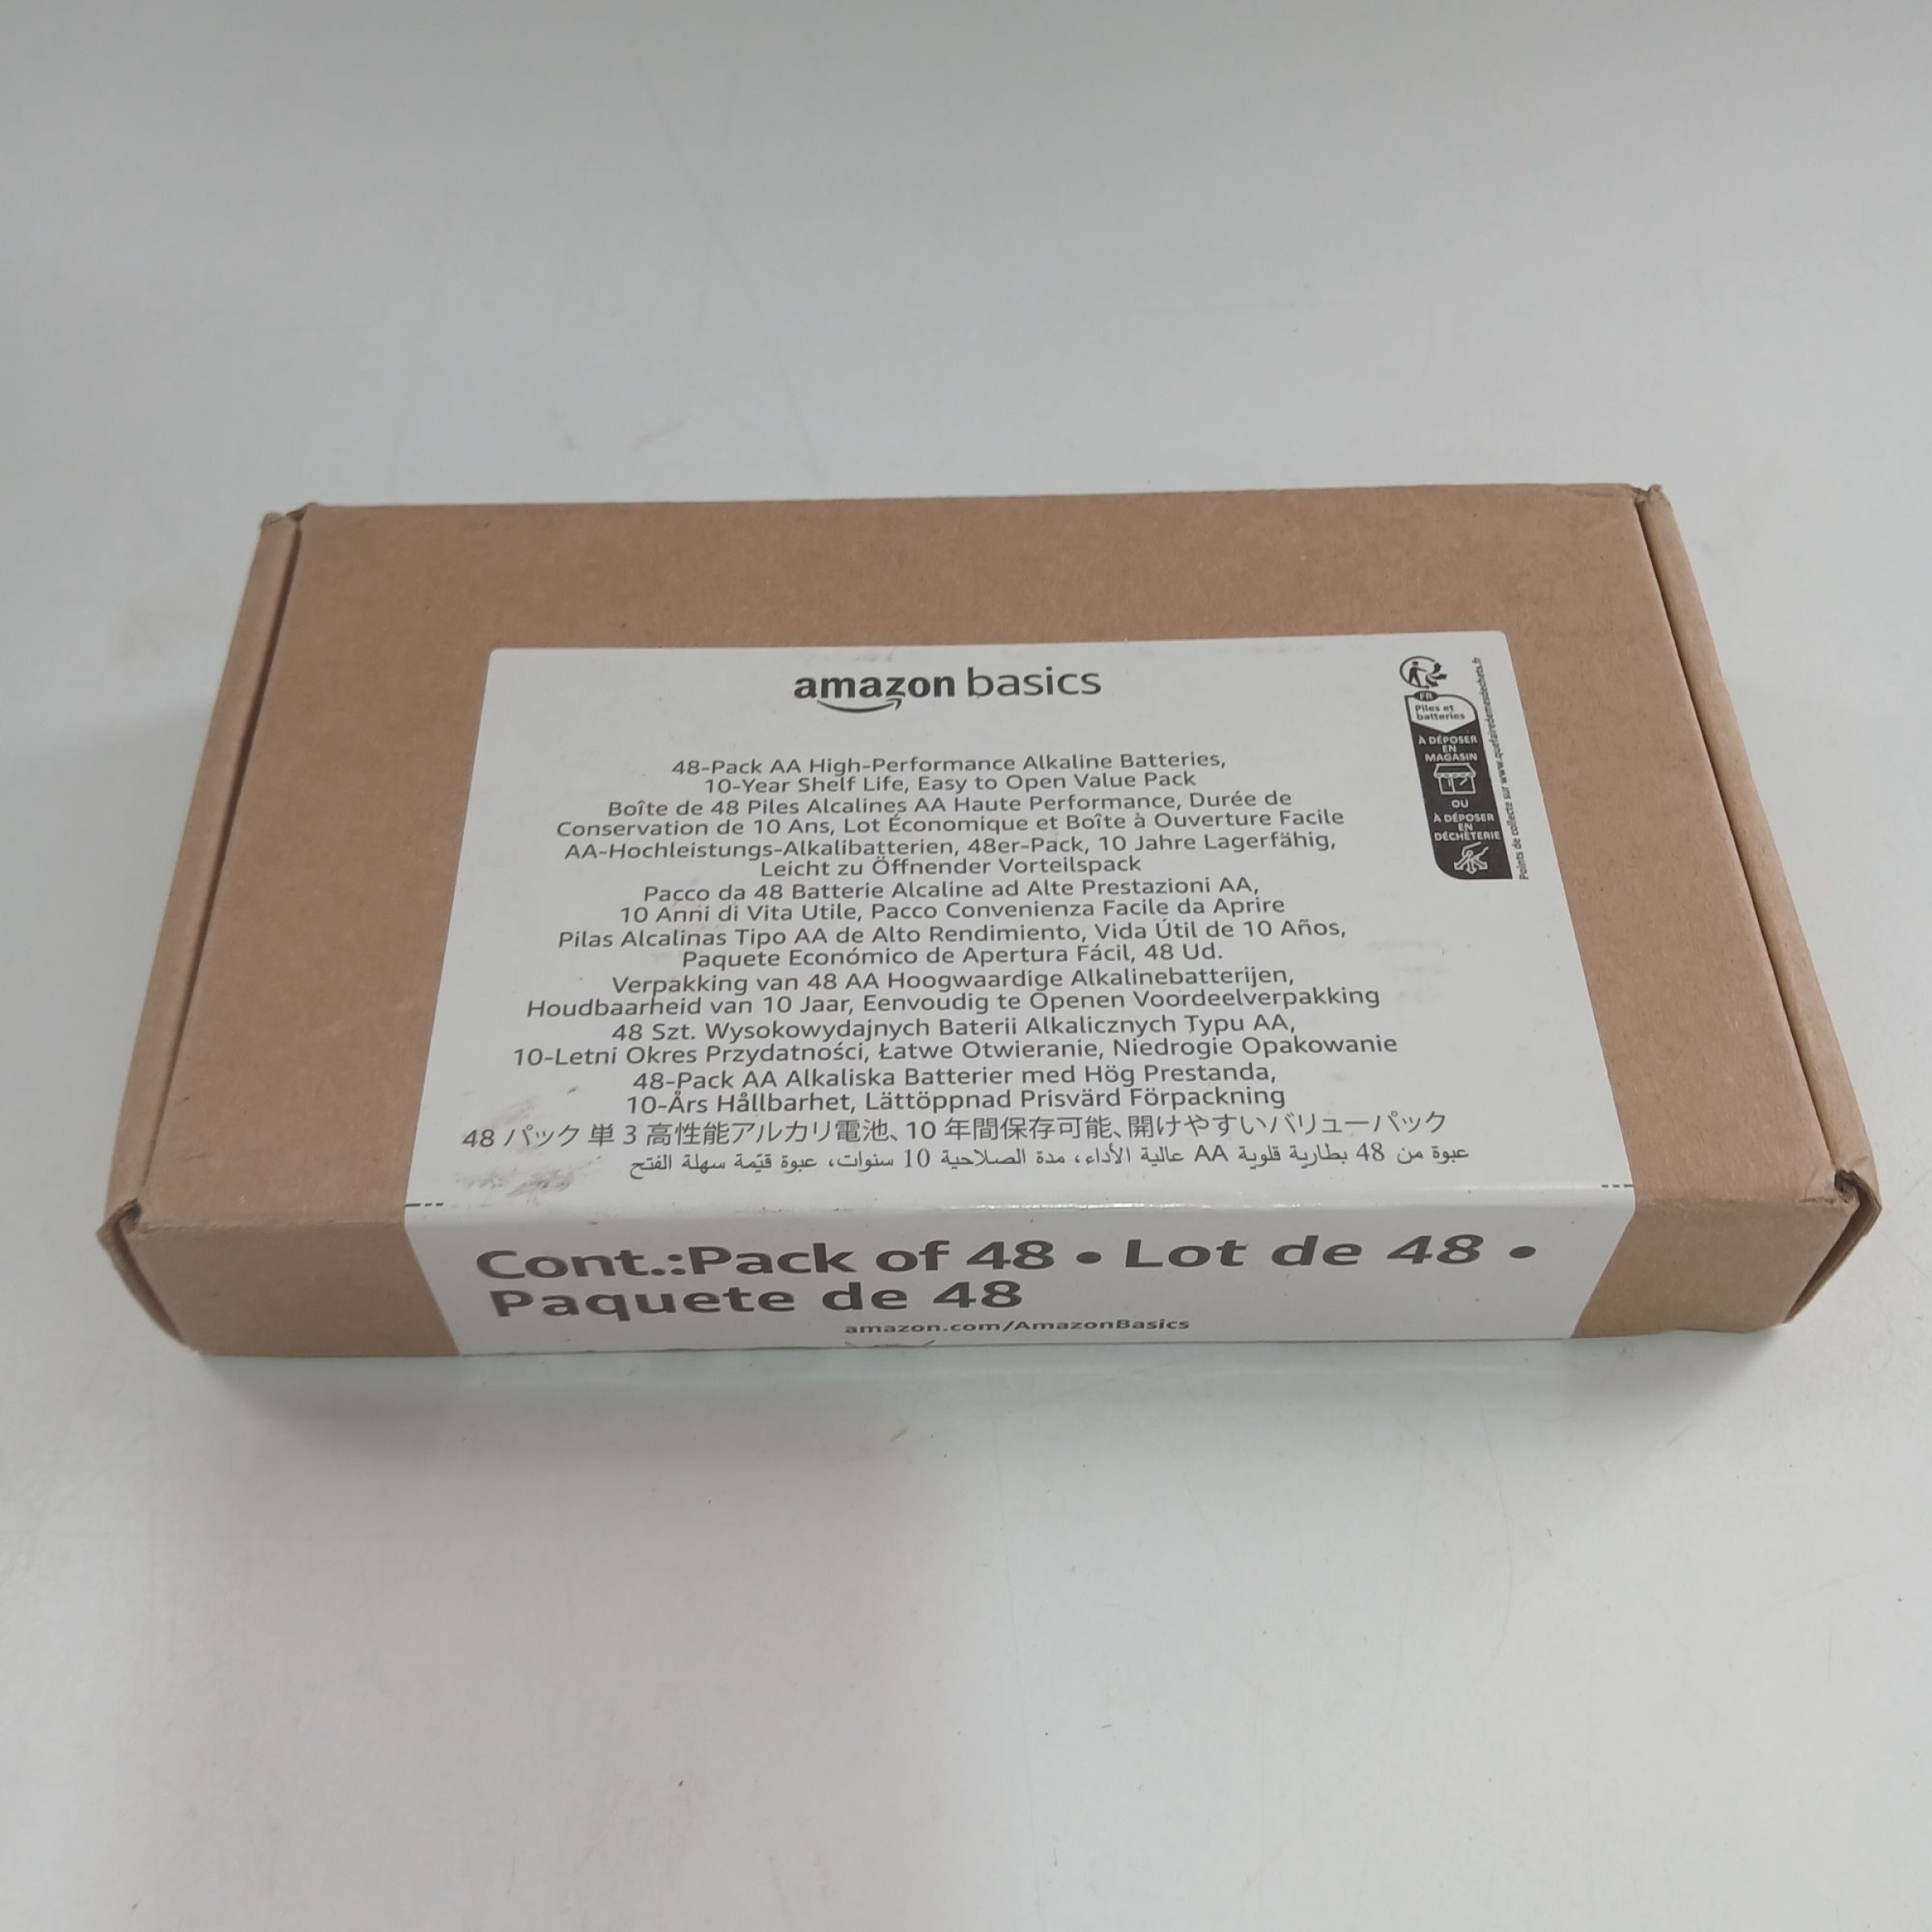 amazon basics
48-Pack AA High-Performance Alkaline Batteries,
10-Year Shelf Life, Easy to Open Value Pack
Boîte de 48 Piles Alcalines AA Haute Performance, Durée de
Conservation de 10 Ans, Lot Économique et Boîte à Ouverture Facile
AA-Hochleistungs-Alkalibatterien, 48er-Pack, 10 Jahre Lagerfähig,
Leicht zu Öffnender Vorteilspack
Pacco da 48 Batterie Alcaline ad Alte Prestazioni AA,
10 Anni di Vita Utile, Pacco Convenienza Facile da Aprire
Pilas Alcalinas Tipo AA de Alto Rendimiento, Vida Útil de 10 Años,
Paquete Económico de Apertura Fácil, 48 Ud.
Verpakking van 48 AA Hoogwaardige Alkalinebatterijen,
Houdbaarheid van 10 Jaar, Eenvoudig te Openen Voordeelverpakking
48 Szt. Wysokowydajnych Baterii Alkalicznych Typu AA,
10-Letni Okres Przydatności, Łatwe Otwieranie, Niedrogie Opakowanie
48-Pack AA Alkaliska Batterier med Hög Prestanda,
10-Års Hållbarhet, Lättöppnad Prisvärd Förpackning
48 パック 単 3 高性能アルカリ電池、10 年間保存可能、開けやすいバリューパック
عبوة من 48 بطارية قلوية AA عالية الأداء، مدة الصلاحية 10 سنوات، عبوة قيّمة سهلة الفتح
FR
Piles et
batteries
À DÉPOSER
EN
MAGASIN
OU
À DÉPOSER
EN
DÉCHÈTERIE
Points de collecte sur www.quefairedemesdechets.fr
Cont.:Pack of 48 • Lot de 48 •
Paquete de 48
amazon.com/AmazonBasics